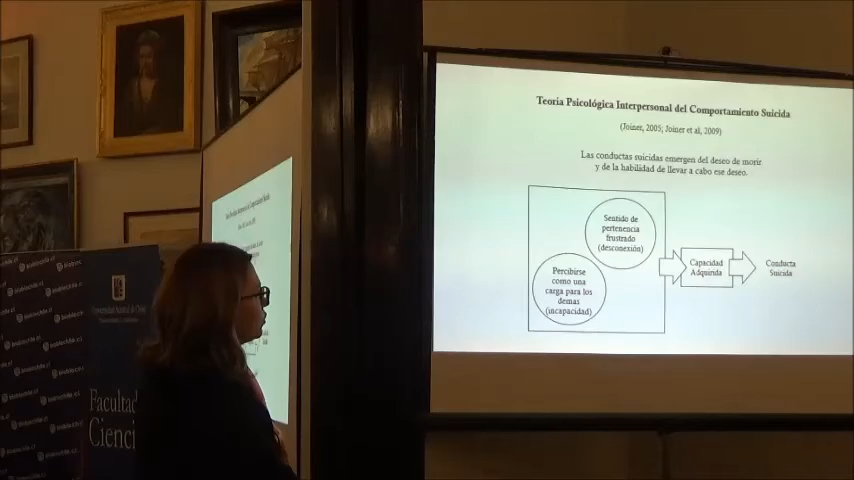 Teoría Psicológica Interpersonal del Comportamiento Suicida
(Joiner, 2005; Joiner et al, 2009)
Las conductas suicidas emergen del deseo de morir
y de la habilidad de llevar a cabo ese deseo.
Sentido de
pertenencia
frustrado
(desconexión)
Percibirse
como una
carga para los
demas
(incapacidad)
Capacidad
Adquirida
Conducta
Suicida
Facultad
Cienci